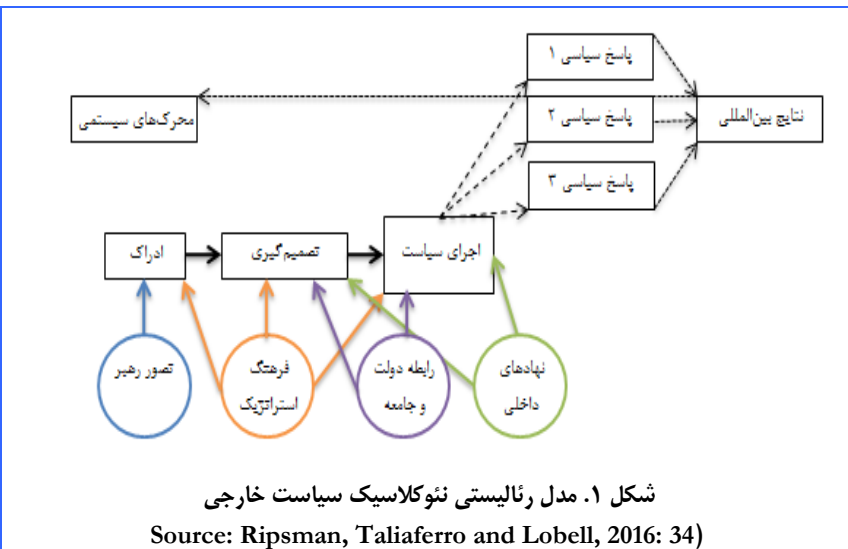 پاسخ سیاسی ۱
محرک‌های سیستمی
پاسخ سیاسی ۲
نتایج بین‌المللی
پاسخ سیاسی ۳
ادراک
تصمیم‌گیری
اجرای سیاست
تصور رهبر
فرهنگ
استراتژیک
رابطه دولت
و جامعه
نهادهای
داخلی
شکل ۱. مدل رئالیستی نئوکلاسیک سیاست خارجی
Source: Ripsman, Taliaferro and Lobell, 2016: 34)